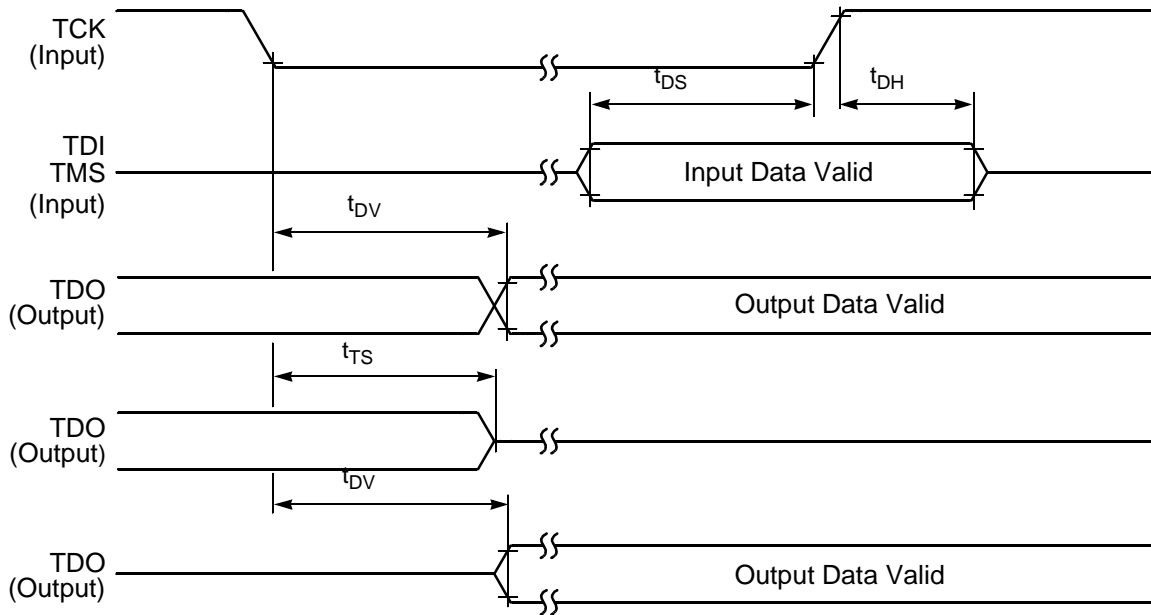 TCK
(Input)
tDS
tDH
TDI
TMS
(Input)
Input Data Valid
tDV
TDO
(Output)
Output Data Valid
tTS
TDO
(Output)
tDV
TDO
(Output)
Output Data Valid